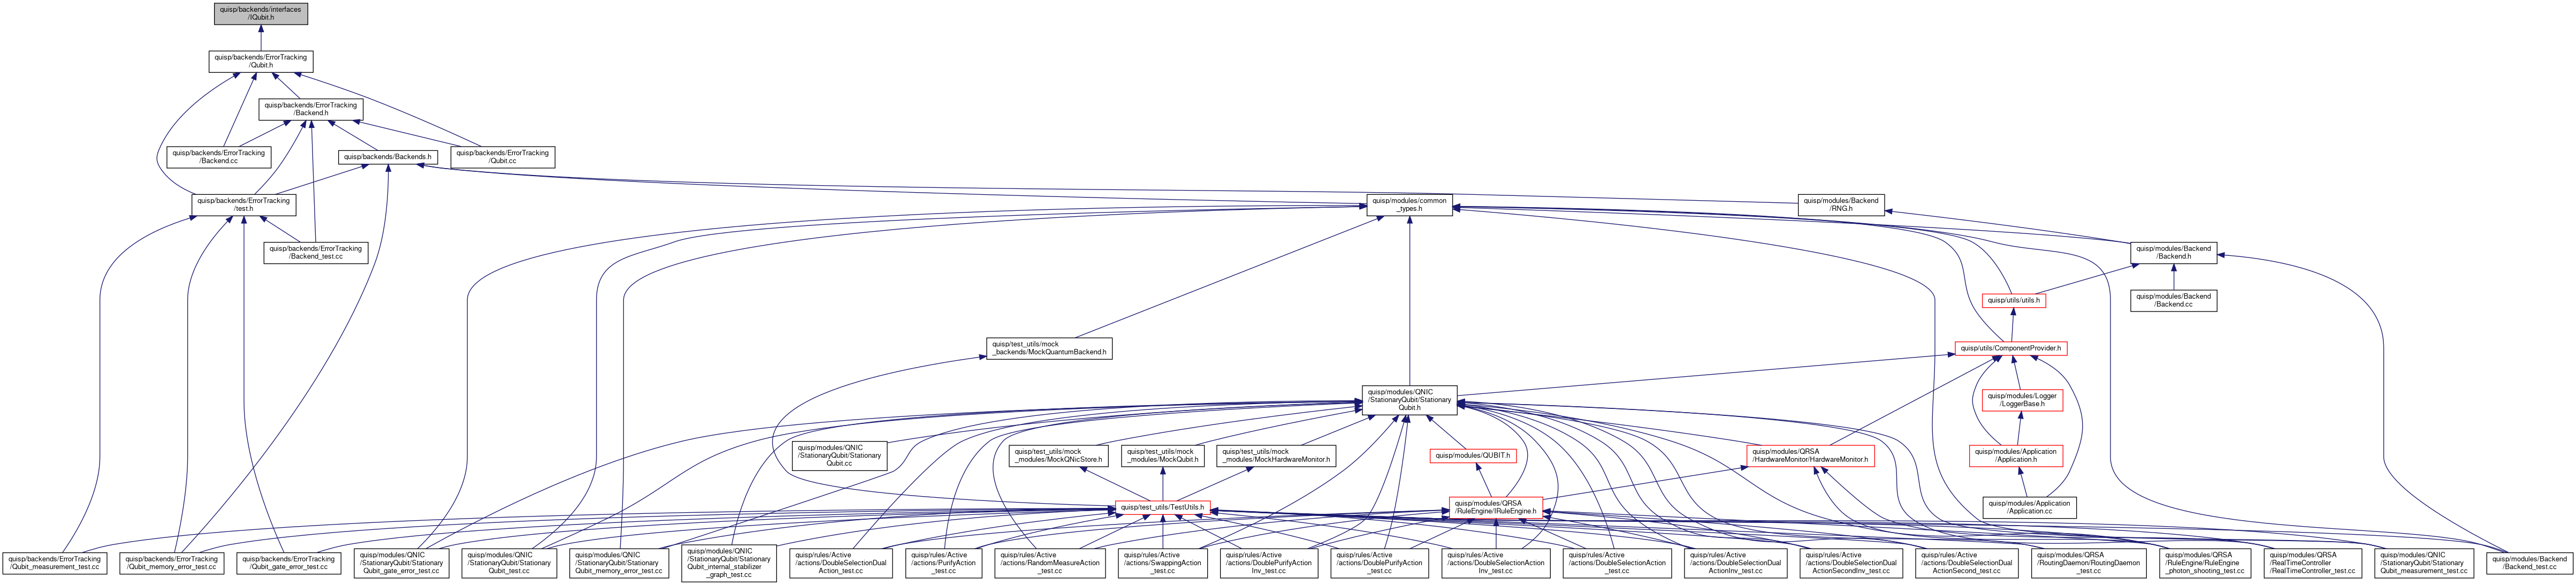 quisp/backends/interfaces
/IQubit.h
quisp/backends/ErrorTracking
/Qubit.h
quisp/backends/ErrorTracking
/Backend.h
quisp/backends/ErrorTracking
/Backend.cc
quisp/backends/Backends.h
quisp/backends/ErrorTracking
/Qubit.cc
quisp/backends/ErrorTracking
/test.h
quisp/modules/common
_types.h
quisp/modules/Backend
/RNG.h
quisp/backends/ErrorTracking
/Backend_test.cc
quisp/modules/Backend
/Backend.h
quisp/utils/utils.h
quisp/modules/Backend
/Backend.cc
quisp/test_utils/mock
_backends/MockQuantumBackend.h
quisp/utils/ComponentProvider.h
quisp/modules/QNIC
/StationaryQubit/Stationary
Qubit.h
quisp/modules/Logger
/LoggerBase.h
quisp/modules/QNIC
/StationaryQubit/Stationary
Qubit.cc
quisp/test_utils/mock
_modules/MockQNicStore.h
quisp/test_utils/mock
_modules/MockQubit.h
quisp/test_utils/mock
_modules/MockHardwareMonitor.h
quisp/modules/QUBIT.h
quisp/modules/QRSA
/HardwareMonitor/HardwareMonitor.h
quisp/modules/Application
/Application.h
quisp/test_utils/TestUtils.h
quisp/modules/QRSA
/RuleEngine/IRuleEngine.h
quisp/modules/Application
/Application.cc
quisp/backends/ErrorTracking
/Qubit_measurement_test.cc
quisp/backends/ErrorTracking
/Qubit_memory_error_test.cc
quisp/backends/ErrorTracking
/Qubit_gate_error_test.cc
quisp/modules/QNIC
/StationaryQubit/Stationary
Qubit_gate_error_test.cc
quisp/modules/QNIC
/StationaryQubit/Stationary
Qubit_test.cc
quisp/modules/QNIC
/StationaryQubit/Stationary
Qubit_memory_error_test.cc
quisp/modules/QNIC
/StationaryQubit/Stationary
Qubit_internal_stabilizer
_graph_test.cc
quisp/rules/Active
/actions/DoubleSelectionDual
Action_test.cc
quisp/rules/Active
/actions/PurifyAction
_test.cc
quisp/rules/Active
/actions/RandomMeasureAction
_test.cc
quisp/rules/Active
/actions/SwappingAction
_test.cc
quisp/rules/Active
/actions/DoublePurifyAction
Inv_test.cc
quisp/rules/Active
/actions/DoublePurifyAction
_test.cc
quisp/rules/Active
/actions/DoubleSelectionAction
Inv_test.cc
quisp/rules/Active
/actions/DoubleSelectionAction
_test.cc
quisp/rules/Active
/actions/DoubleSelectionDual
ActionInv_test.cc
quisp/rules/Active
/actions/DoubleSelectionDual
ActionSecondInv_test.cc
quisp/rules/Active
/actions/DoubleSelectionDual
ActionSecond_test.cc
quisp/modules/QRSA
/RoutingDaemon/RoutingDaemon
_test.cc
quisp/modules/QRSA
/RuleEngine/RuleEngine
_photon_shooting_test.cc
quisp/modules/QRSA
/RealTimeController
/RealTimeController_test.cc
quisp/modules/QNIC
/StationaryQubit/Stationary
Qubit_measurement_test.cc
quisp/modules/Backend
/Backend_test.cc